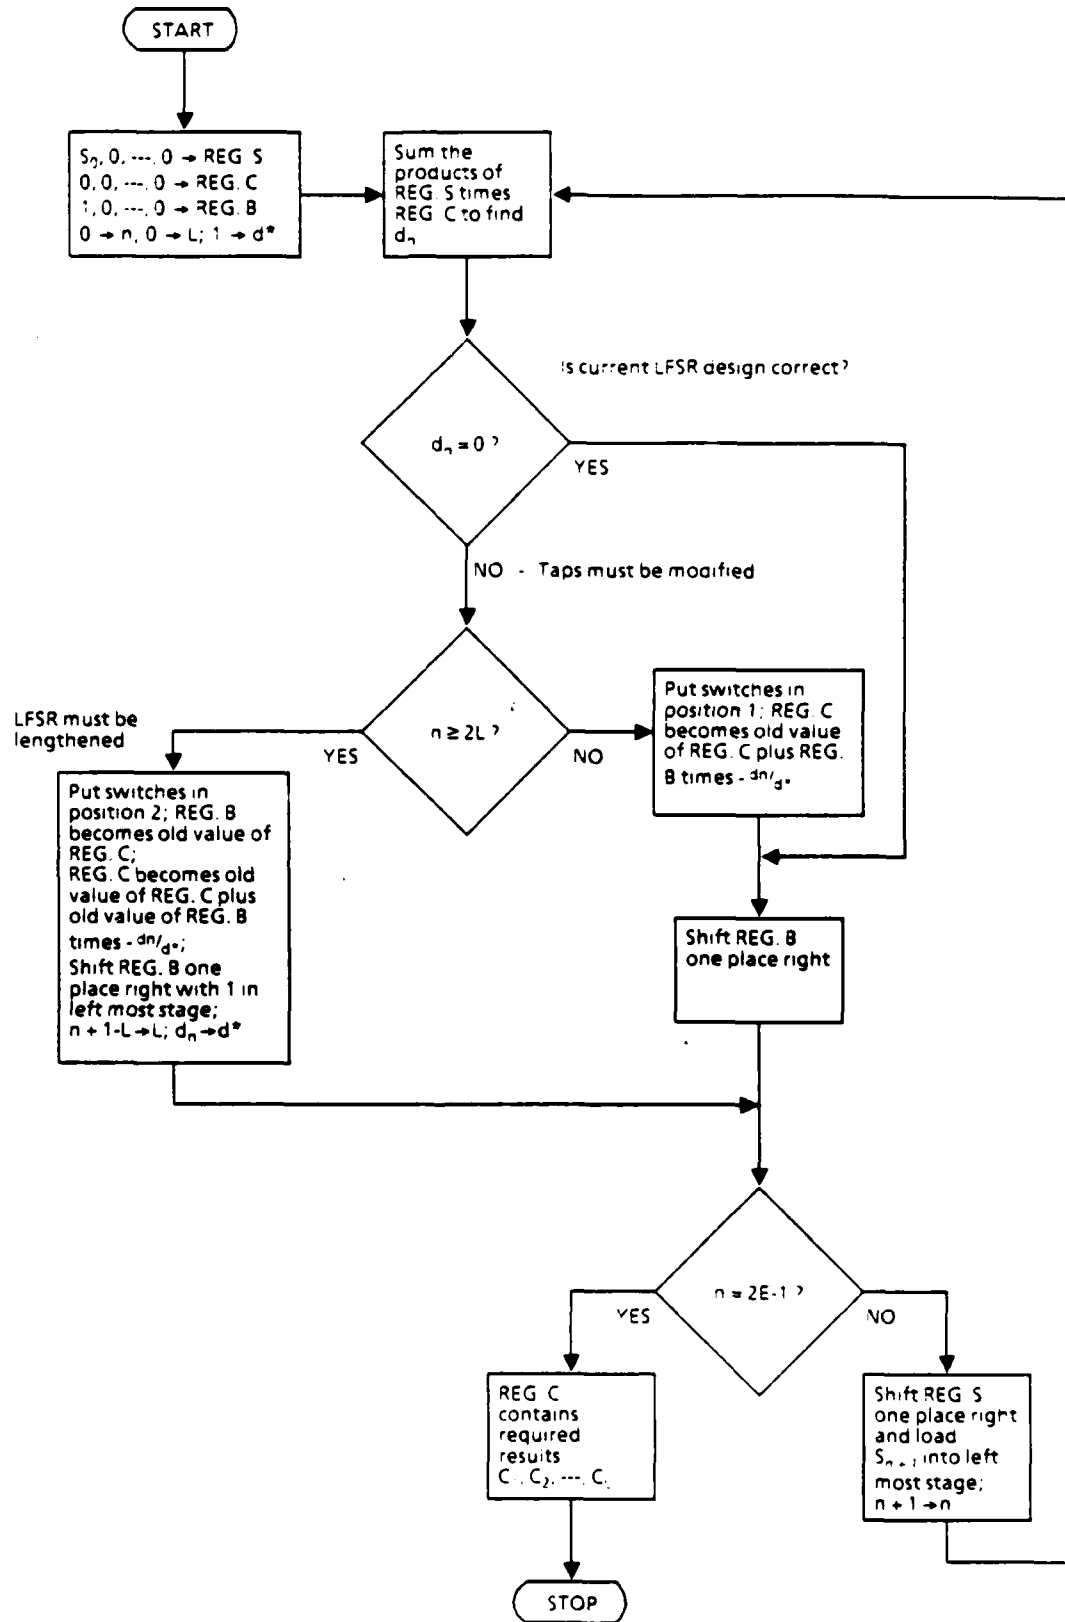 START
S₀, 0, ---, 0 → REG. S
0, 0, ---, 0 → REG. C
1, 0, ---, 0 → REG. B
0 → n, 0 → L; 1 → d*
Sum the
products of
REG. S times
REG. C to find
dₙ
Is current LFSR design correct?
dₙ = 0 ?
YES
NO - Taps must be modified
n ≥ 2L ?
YES
NO
LFSR must be
lengthened
Put switches in
position 1; REG. C
becomes old value
of REG. C plus REG.
B times - dn/d*
Put switches in
position 2; REG. B
becomes old value of
REG. C;
REG. C becomes old
value of REG. C plus
old value of REG. B
times - dn/d*;
Shift REG. B one
place right with 1 in
left most stage;
n + 1-L → L; dₙ → d*
Shift REG. B
one place right
n = 2E-1 ?
YES
NO
REG. C
contains
required
results
C₁, C₂, ---, C
Shift REG. S
one place right
and load
Sₙ₊₁ into left
most stage;
n + 1 → n
STOP